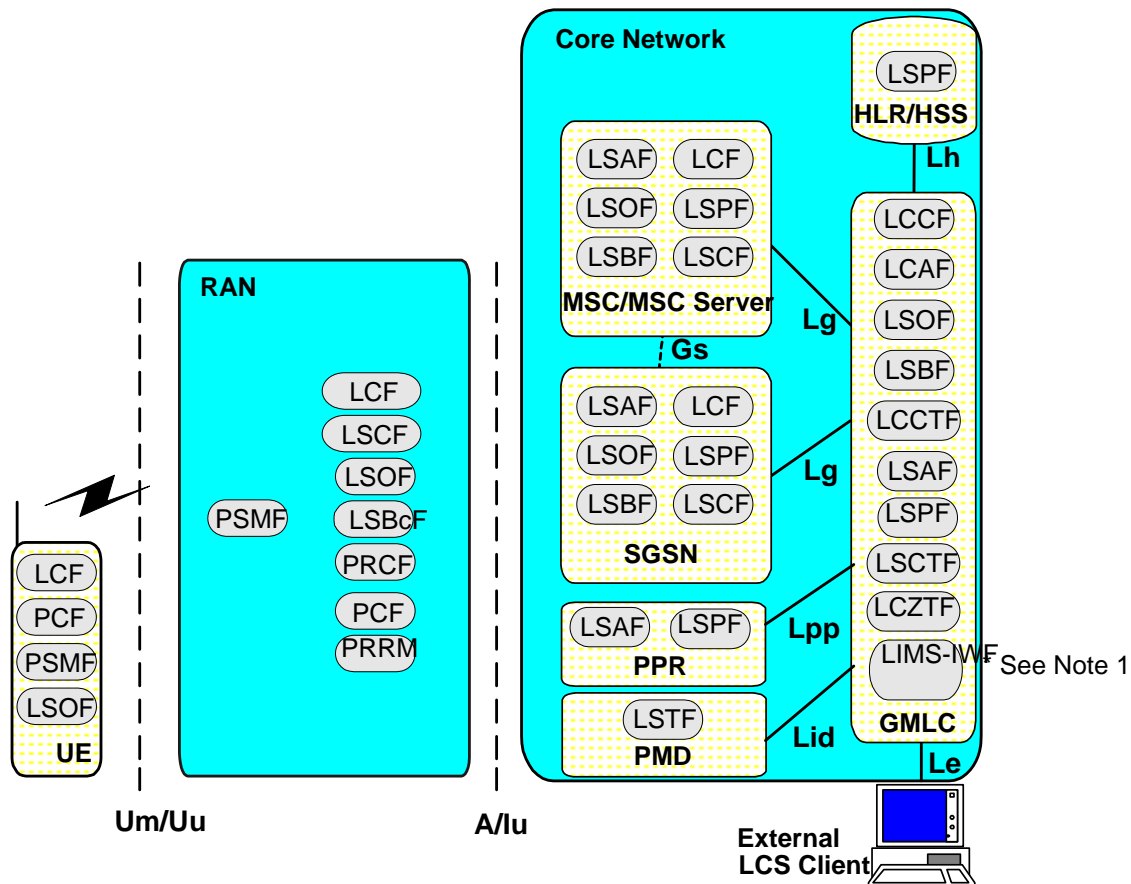 Core Network
LSPF
HLR/HSS
Lh
LSAF
LCF
LSOF
LSPF
LSBF
LSCF
MSC/MSC Server
Lg
Gs
LSAF
LCF
LSOF
LSPF
LSBF
LSCF
SGSN
Lg
LSAF
LSPF
PPR
Lpp
LSTF
PMD
Lid
LCCF
LCAF
LSOF
LSBF
LCCTF
LSAF
LSPF
LSCTF
LCZTF
LIMS-IWF
* See Note 1
GMLC
Le
RAN
LCF
LSCF
LSOF
PSMF
LSBcF
PRCF
PCF
PRRM
LCF
PCF
PSMF
LSOF
UE
Um/Uu
A/Iu
External
LCS Client